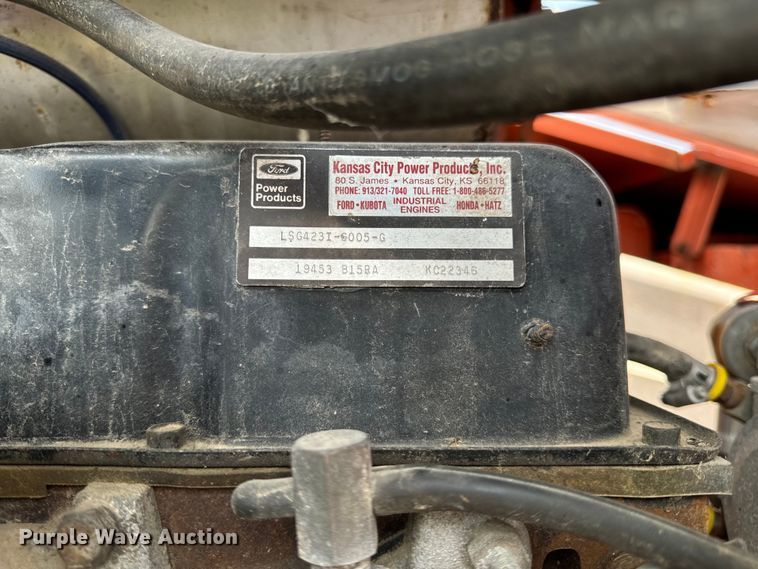 Ford
Power
Products
Kansas City Power Products, Inc.
80 S. James • Kansas City, KS 66118
PHONE: 913/321-7040 TOLL FREE: 1-800-486-5277
FORD • KUBOTA INDUSTRIAL ENGINES HONDA • HATZ
LSG423I-6005-G
19453 B15BA KC22346
Purple Wave Auction